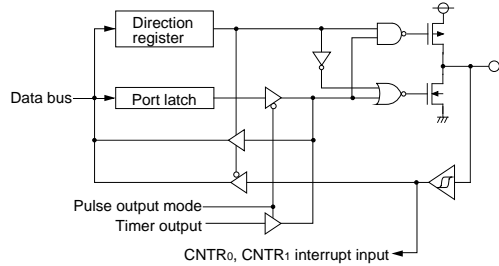 Direction
register
Data bus
Port latch
Pulse output mode
Timer output
CNTR0, CNTR1 interrupt input